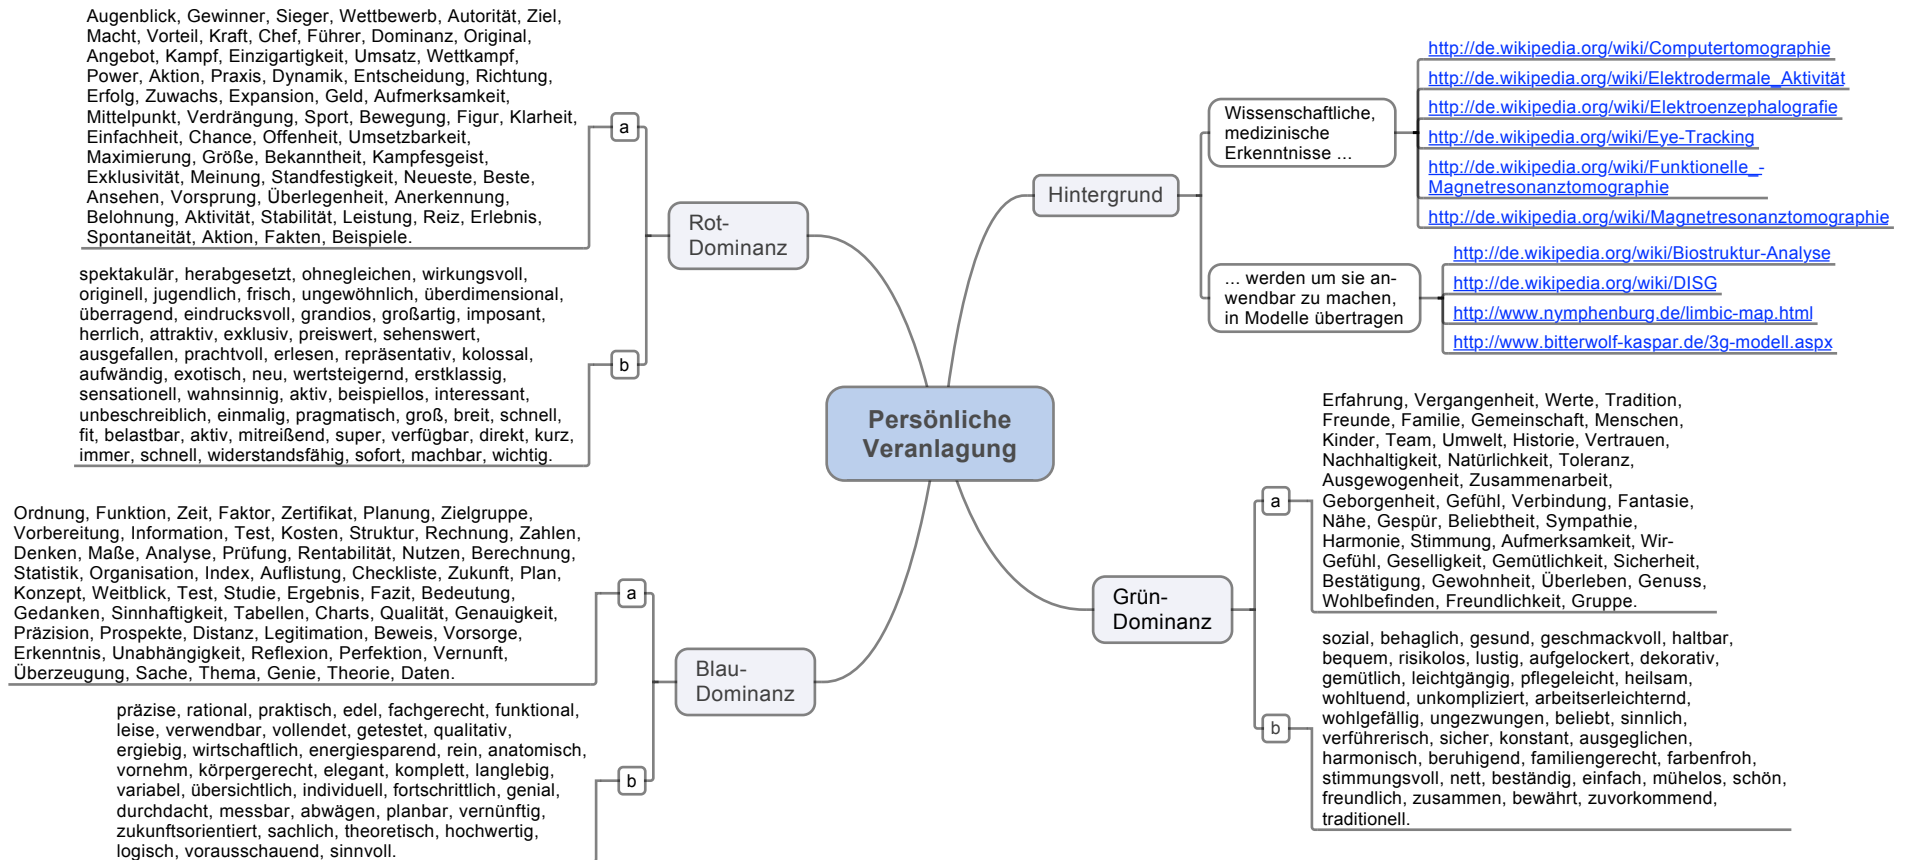 Augenblick, Gewinner, Sieger, Wettbewerb, Autorität, Ziel,
Macht, Vorteil, Kraft, Chef, Führer, Dominanz, Original,
Angebot, Kampf, Einzigartigkeit, Umsatz, Wettkampf,
Power, Aktion, Praxis, Dynamik, Entscheidung, Richtung,
Erfolg, Zuwachs, Expansion, Geld, Aufmerksamkeit,
Mittelpunkt, Verdrängung, Sport, Bewegung, Figur, Klarheit,
Einfachheit, Chance, Offenheit, Umsetzbarkeit,
Maximierung, Größe, Bekanntheit, Kampfesgeist,
Exklusivität, Meinung, Standfestigkeit, Neueste, Beste,
Ansehen, Vorsprung, Überlegenheit, Anerkennung,
Belohnung, Aktivität, Stabilität, Leistung, Reiz, Erlebnis,
Spontaneität, Aktion, Fakten, Beispiele.
a
spektakulär, herabgesetzt, ohnegleichen, wirkungsvoll,
originell, jugendlich, frisch, ungewöhnlich, überdimensional,
überragend, eindrucksvoll, grandios, großartig, imposant,
herrlich, attraktiv, exklusiv, preiswert, sehenswert,
ausgefallen, prachtvoll, erlesen, repräsentativ, kolossal,
aufwändig, exotisch, neu, wertsteigernd, erstklassig,
sensationell, wahnsinnig, aktiv, beispiellos, interessant,
unbeschreiblich, einmalig, pragmatisch, groß, breit, schnell,
fit, belastbar, aktiv, mitreißend, super, verfügbar, direkt, kurz,
immer, schnell, widerstandsfähig, sofort, machbar, wichtig.
b
Rot-
Dominanz
Ordnung, Funktion, Zeit, Faktor, Zertifikat, Planung, Zielgruppe,
Vorbereitung, Information, Test, Kosten, Struktur, Rechnung, Zahlen,
Denken, Maße, Analyse, Prüfung, Rentabilität, Nutzen, Berechnung,
Statistik, Organisation, Index, Auflistung, Checkliste, Zukunft, Plan,
Konzept, Weitblick, Test, Studie, Ergebnis, Fazit, Bedeutung,
Gedanken, Sinnhaftigkeit, Tabellen, Charts, Qualität, Genauigkeit,
Präzision, Prospekte, Distanz, Legitimation, Beweis, Vorsorge,
Erkenntnis, Unabhängigkeit, Reflexion, Perfektion, Vernunft,
Überzeugung, Sache, Thema, Genie, Theorie, Daten.
a
präzise, rational, praktisch, edel, fachgerecht, funktional,
leise, verwendbar, vollendet, getestet, qualitativ,
ergiebig, wirtschaftlich, energiesparend, rein, anatomisch,
vornehm, körpergerecht, elegant, komplett, langlebig,
variabel, übersichtlich, individuell, fortschrittlich, genial,
durchdacht, messbar, abwägen, planbar, vernünftig,
zukunftsorientiert, sachlich, theoretisch, hochwertig,
logisch, vorausschauend, sinnvoll.
b
Blau-
Dominanz
Persönliche
Veranlagung
Hintergrund
Wissenschaftliche,
medizinische
Erkenntnisse ...
http://de.wikipedia.org/wiki/Computertomographie
http://de.wikipedia.org/wiki/Elektrodermale_Aktivität
http://de.wikipedia.org/wiki/Elektroenzephalografie
http://de.wikipedia.org/wiki/Eye-Tracking
http://de.wikipedia.org/wiki/Funktionelle_-
Magnetresonanztomographie
http://de.wikipedia.org/wiki/Magnetresonanztomographie
... werden um sie an-
wendbar zu machen,
in Modelle übertragen
http://de.wikipedia.org/wiki/Biostruktur-Analyse
http://de.wikipedia.org/wiki/DISG
http://www.nymphenburg.de/limbic-map.html
http://www.bitterwolf-kaspar.de/3g-modell.aspx
Grün-
Dominanz
a
Erfahrung, Vergangenheit, Werte, Tradition,
Freunde, Familie, Gemeinschaft, Menschen,
Kinder, Team, Umwelt, Historie, Vertrauen,
Nachhaltigkeit, Natürlichkeit, Toleranz,
Ausgewogenheit, Zusammenarbeit,
Geborgenheit, Gefühl, Verbindung, Fantasie,
Nähe, Gespür, Beliebtheit, Sympathie,
Harmonie, Stimmung, Aufmerksamkeit, Wir-
Gefühl, Geselligkeit, Gemütlichkeit, Sicherheit,
Bestätigung, Gewohnheit, Überleben, Genuss,
Wohlbefinden, Freundlichkeit, Gruppe.
b
sozial, behaglich, gesund, geschmackvoll, haltbar,
bequem, risikolos, lustig, aufgelockert, dekorativ,
gemütlich, leichtgängig, pflegeleicht, heilsam,
wohltuend, unkompliziert, arbeitserleichternd,
wohlgefällig, ungezwungen, beliebt, sinnlich,
verführerisch, sicher, konstant, ausgeglichen,
harmonisch, beruhigend, familiengerecht, farbenfroh,
stimmungsvoll, nett, beständig, einfach, mühelos, schön,
freundlich, zusammen, bewährt, zuvorkommend,
traditionell.